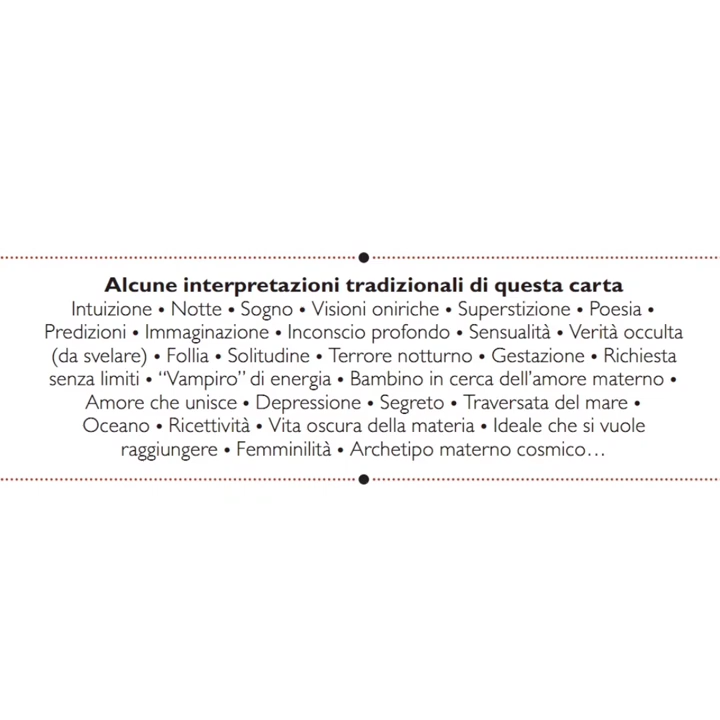 Alcune interpretazioni tradizionali di questa carta
Intuizione • Notte • Sogno • Visioni oniriche • Superstizione • Poesia •
Predizioni • Immaginazione • Inconscio profondo • Sensualità • Verità occulta
(da svelare) • Follia • Solitudine • Terrore notturno • Gestazione • Richiesta
senza limiti • “Vampiro” di energia • Bambino in cerca dell’amore materno •
Amore che unisce • Depressione • Segreto • Traversata del mare •
Oceano • Ricettività • Vita oscura della materia • Ideale che si vuole
raggiungere • Femminilità • Archetipo materno cosmico…